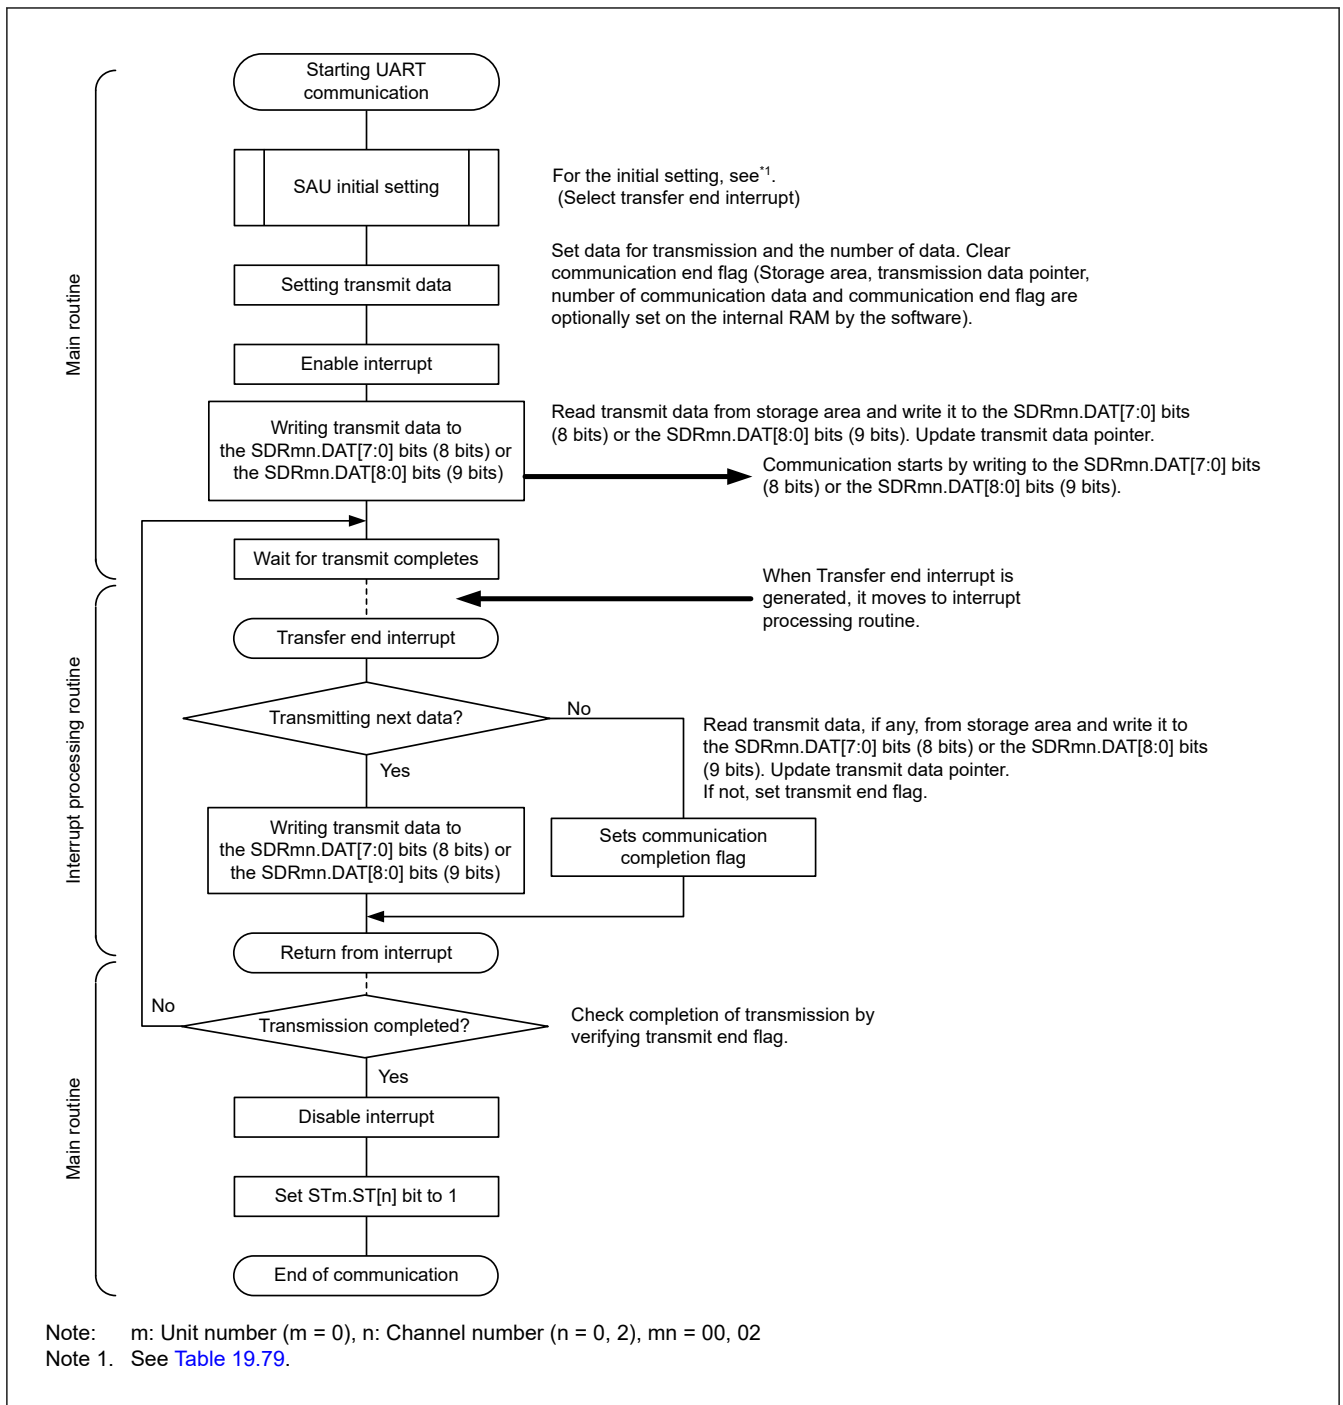 Starting UART
communication
SAU initial setting
For the initial setting, see*1.
(Select transfer end interrupt)
Set data for transmission and the number of data. Clear
communication end flag (Storage area, transmission data pointer,
number of communication data and communication end flag are
optionally set on the internal RAM by the software).
Setting transmit data
Main routine
Enable interrupt
Writing transmit data to
the SDRmn.DAT[7:0] bits (8 bits) or
the SDRmn.DAT[8:0] bits (9 bits)
Read transmit data from storage area and write it to the SDRmn.DAT[7:0] bits
(8 bits) or the SDRmn.DAT[8:0] bits (9 bits). Update transmit data pointer.
Communication starts by writing to the SDRmn.DAT[7:0] bits
(8 bits) or the SDRmn.DAT[8:0] bits (9 bits).
Wait for transmit completes
When Transfer end interrupt is
generated, it moves to interrupt
processing routine.
Transfer end interrupt
Interrupt processing routine
Transmitting next data?
No
Yes
Read transmit data, if any, from storage area and write it to
the SDRmn.DAT[7:0] bits (8 bits) or the SDRmn.DAT[8:0] bits
(9 bits). Update transmit data pointer.
If not, set transmit end flag.
Writing transmit data to
the SDRmn.DAT[7:0] bits (8 bits) or
the SDRmn.DAT[8:0] bits (9 bits)
Sets communication
completion flag
Return from interrupt
No
Transmission completed?
Check completion of transmission by
verifying transmit end flag.
Yes
Main routine
Disable interrupt
Set STm.ST[n] bit to 1
End of communication
Note: m: Unit number (m = 0), n: Channel number (n = 0, 2), mn = 00, 02
Note 1. See Table 19.79.